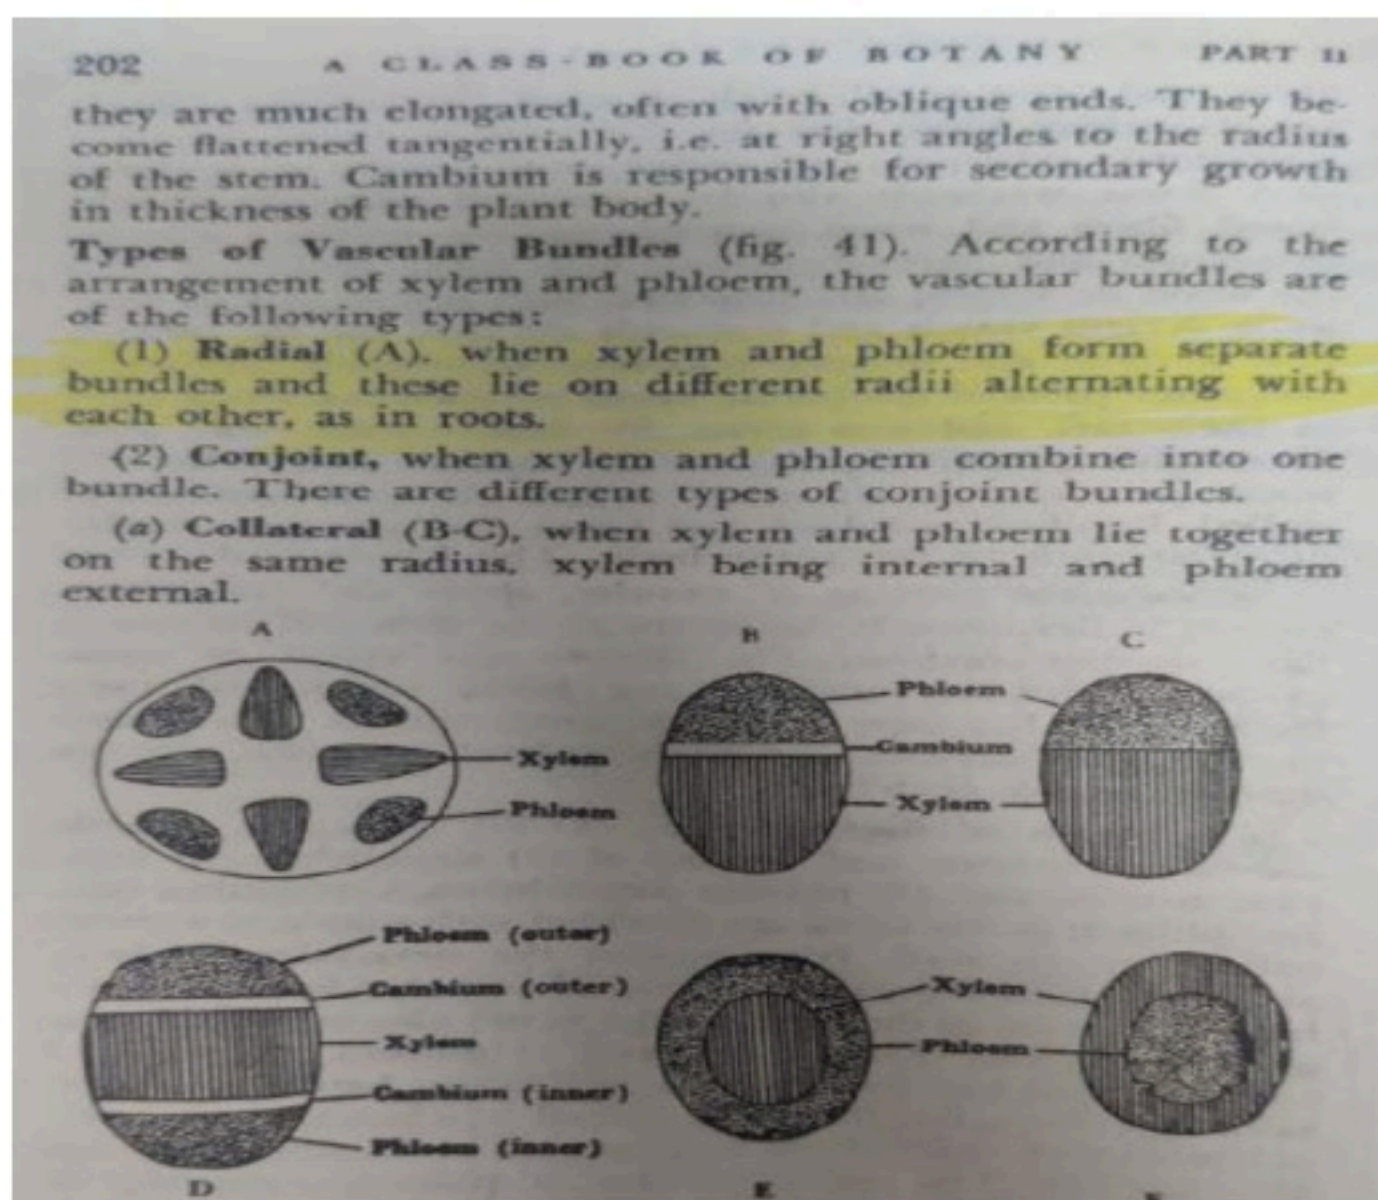 202 A CLASS-BOOK OF BOTANY PART II
they are much elongated, often with oblique ends. They be-
come flattened tangentially, i.e. at right angles to the radius
of the stem. Cambium is responsible for secondary growth
in thickness of the plant body.
Types of Vascular Bundles (fig. 41). According to the
arrangement of xylem and phloem, the vascular bundles are
of the following types:
(1) Radial (A), when xylem and phloem form separate
bundles and these lie on different radii alternating with
each other, as in roots.
(2) Conjoint, when xylem and phloem combine into one
bundle. There are different types of conjoint bundles.
(a) Collateral (B-C), when xylem and phloem lie together
on the same radius, xylem being internal and phloem
external.
A
B
C
Xylem
Phloem
Phloem
Cambium
Xylem
Phloem (outer)
Cambium (outer)
Xylem
Cambium (inner)
Phloem (inner)
Xylem
Phloem
D
E